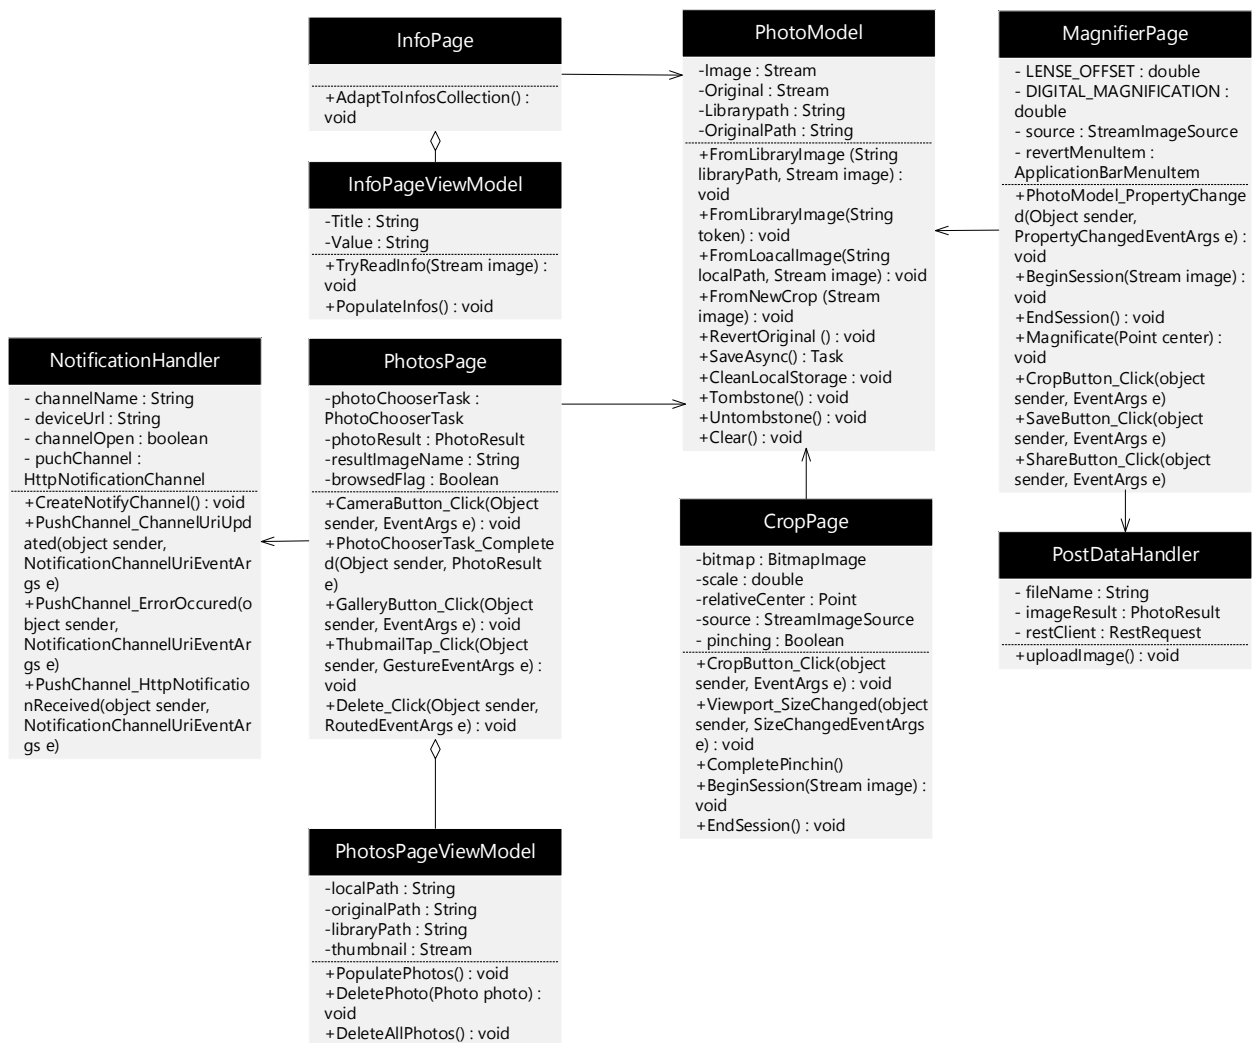 InfoPage
+AdaptToInfosCollection() :
void
InfoPageViewModel
-Title : String
-Value : String
+TryReadInfo(Stream image) :
void
+PopulateInfos() : void
PhotoModel
-Image : Stream
-Original : Stream
-Librarypath : String
-OriginalPath : String
+FromLibraryImage (String
libraryPath, Stream image) :
void
+FromLibraryImage(String
token) : void
+FromLoacalImage(String
localPath, Stream image) : void
+FromNewCrop (Stream
image) : void
+RevertOriginal () : void
+SaveAsync() : Task
+CleanLocalStorage : void
+Tombstone() : void
+Untombstone() : void
+Clear() : void
MagnifierPage
- LENSE_OFFSET : double
- DIGITAL_MAGNIFICATION :
double
- source : StreamImageSource
- revertMenuItem :
ApplicationBarMenuItem
+PhotoModel_PropertyChange
d(Object sender,
PropertyChangedEventArgs e) :
void
+BeginSession(Stream image) :
void
+EndSession() : void
+Magnificate(Point center) :
void
+CropButton_Click(object
sender, EventArgs e)
+SaveButton_Click(object
sender, EventArgs e)
+ShareButton_Click(object
sender, EventArgs e)
NotificationHandler
- channelName : String
- deviceUrl : String
- channelOpen : boolean
- puchChannel :
HttpNotificationChannel
+CreateNotifyChannel() : void
+PushChannel_ChannelUriUpd
ated(object sender,
NotificationChannelUriEventAr
gs e)
+PushChannel_ErrorOccured(o
bject sender,
NotificationChannelUriEventAr
gs e)
+PushChannel_HttpNotificatio
nReceived(object sender,
NotificationChannelUriEventAr
gs e)
PhotosPage
-photoChooserTask :
PhotoChooserTask
-photoResult : PhotoResult
-resultImageName : String
-browsedFlag : Boolean
+CameraButton_Click(Object
sender, EventArgs e) : void
+PhotoChooserTask_Complete
d(Object sender, PhotoResult
e)
+GalleryButton_Click(Object
sender, EventArgs e) : void
+ThubmailTap_Click(Object
sender, GestureEventArgs e) :
void
+Delete_Click(Object sender,
RoutedEventArgs e) : void
CropPage
-bitmap : BitmapImage
-scale : double
-relativeCenter : Point
-source : StreamImageSource
- pinching : Boolean
+CropButton_Click(object
sender, EventArgs e) : void
+Viewport_SizeChanged(object
sender, SizeChangedEventArgs
e) : void
+CompletePinchin()
+BeginSession(Stream image) :
void
+EndSession() : void
PostDataHandler
- fileName : String
- imageResult : PhotoResult
- restClient : RestRequest
+uploadImage() : void
PhotosPageViewModel
-localPath : String
-originalPath : String
-libraryPath : String
-thumbnail : Stream
+PopulatePhotos() : void
+DeletePhoto(Photo photo) :
void
+DeleteAllPhotos() : void